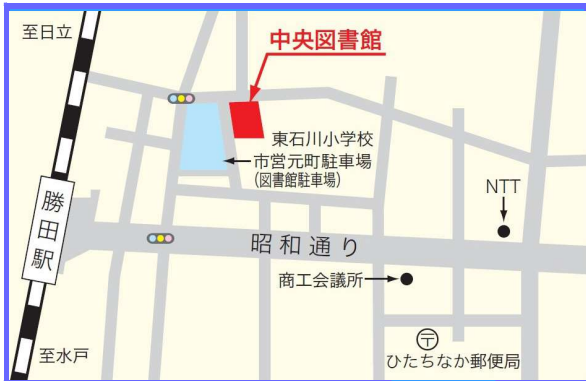 至日立
中央図書館
東石川小学校
市営元町駐車場
(図書館駐車場)
NTT
勝田駅
昭和通り
商工会議所
〒
ひたちなか郵便局
至水戸